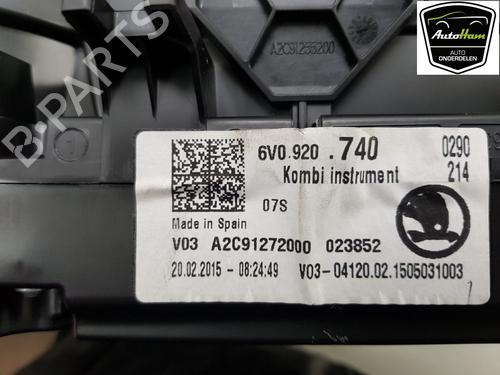 AutoHam
AUTO
ONDERDELEN
A2C91255200
B-PARTS
6V0.920 .740 0290
Kombi instrument 214
07S
Made in Spain
V03 A2C91272000 023852
20.02.2015 - 08:24:49 V03-04120.02.1505031003